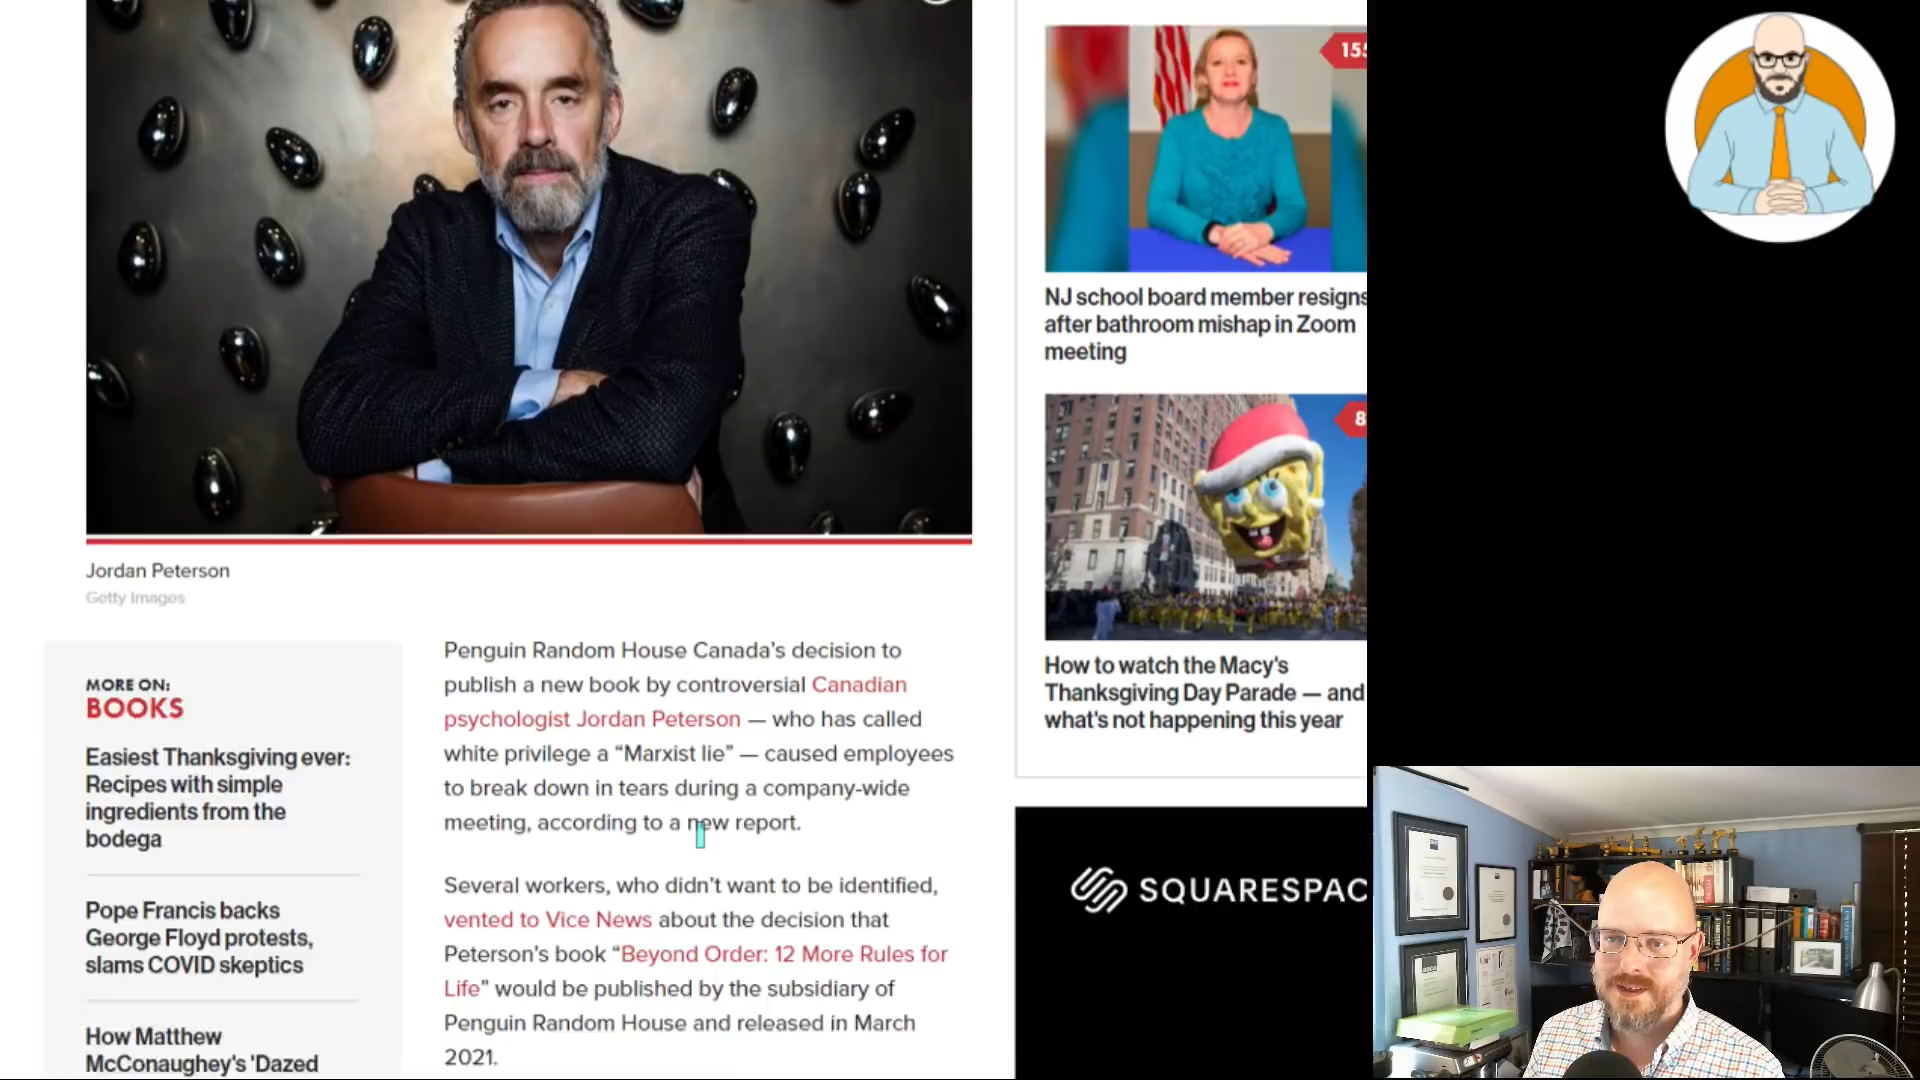 Jordan Peterson
Getty Images
MORE ON:
BOOKS
Easiest Thanksgiving ever:
Recipes with simple
ingredients from the
bodega
Pope Francis backs
George Floyd protests,
slams COVID skeptics
How Matthew
McConaughey's 'Dazed
Penguin Random House Canada’s decision to
publish a new book by controversial Canadian
psychologist Jordan Peterson — who has called
white privilege a “Marxist lie” — caused employees
to break down in tears during a company-wide
meeting, according to a new report.
Several workers, who didn’t want to be identified,
vented to Vice News about the decision that
Peterson’s book “Beyond Order: 12 More Rules for
Life” would be published by the subsidiary of
Penguin Random House and released in March
2021.
NJ school board member resigns
after bathroom mishap in Zoom
meeting
8
How to watch the Macy's
Thanksgiving Day Parade — and
what's not happening this year
SQUARESPAC